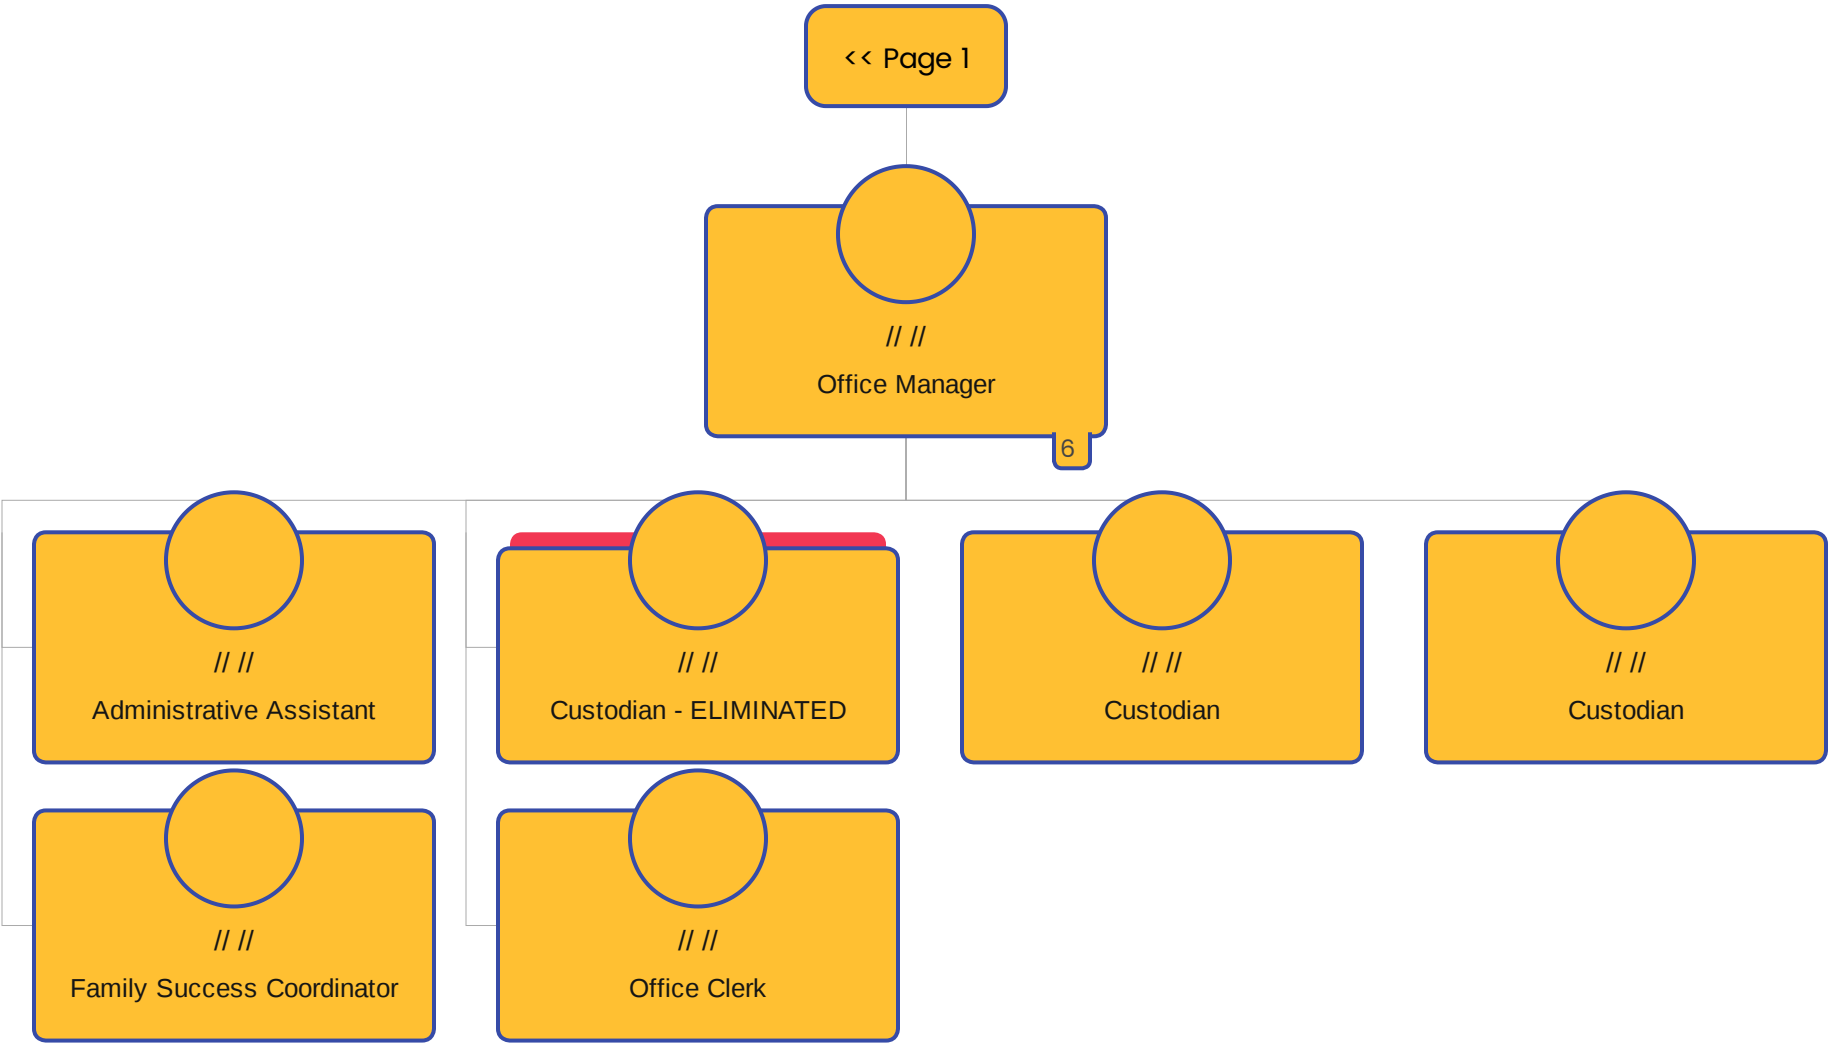 << Page 1
// //
Office Manager
6
// //
Administrative Assistant
// //
Custodian - ELIMINATED
// //
Custodian
// //
Custodian
// //
Family Success Coordinator
// //
Office Clerk